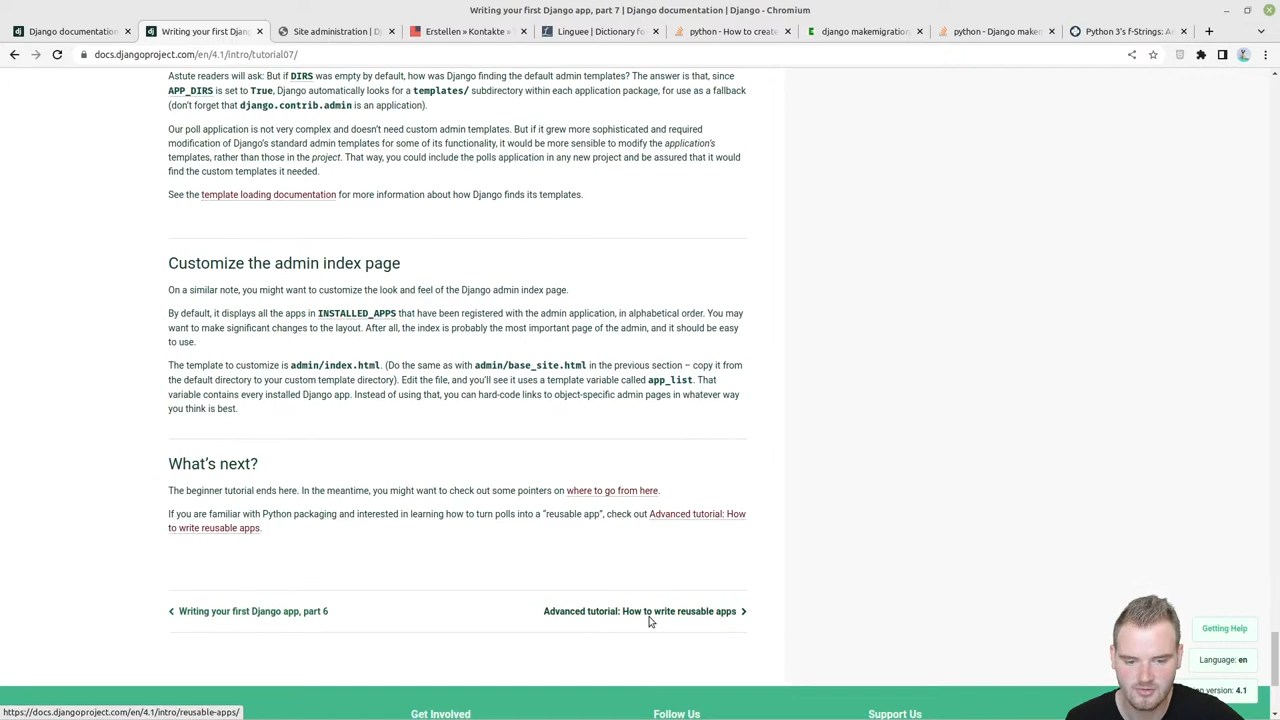 Writing your first Django app, part 7 | Django documentation | Django - Chromium
Django documentation
Writing your first Django
Site administration | Dj
Erstellen » Kontakte »
Linguee | Dictionary fo
python - How to create
django makemigration
python - Django maken
Python 3's f-Strings: A
docs.djangoproject.com/en/4.1/intro/tutorial07/
Astute readers will ask: But if DIRS was empty by default, how was Django finding the default admin templates? The answer is that, since
APP_DIRS is set to True, Django automatically looks for a templates/ subdirectory within each application package, for use as a fallback
(don't forget that django.contrib.admin is an application).
Our poll application is not very complex and doesn't need custom admin templates. But if it grew more sophisticated and required
modification of Django's standard admin templates for some of its functionality, it would be more sensible to modify the application's
templates, rather than those in the project. That way, you could include the polls application in any new project and be assured that it would
find the custom templates it needed.
See the template loading documentation for more information about how Django finds its templates.
Customize the admin index page
On a similar note, you might want to customize the look and feel of the Django admin index page.
By default, it displays all the apps in INSTALLED_APPS that have been registered with the admin application, in alphabetical order. You may
want to make significant changes to the layout. After all, the index is probably the most important page of the admin, and it should be easy
to use.
The template to customize is admin/index.html. (Do the same as with admin/base_site.html in the previous section – copy it from
the default directory to your custom template directory). Edit the file, and you'll see it uses a template variable called app_list. That
variable contains every installed Django app. Instead of using that, you can hard-code links to object-specific admin pages in whatever way
you think is best.
What's next?
The beginner tutorial ends here. In the meantime, you might want to check out some pointers on where to go from here.
If you are familiar with Python packaging and interested in learning how to turn polls into a "reusable app", check out Advanced tutorial: How
to write reusable apps.
Writing your first Django app, part 6
Advanced tutorial: How to write reusable apps
Getting Help
Language: en
version: 4.1
https://docs.djangoproject.com/en/4.1/intro/reusable-apps/
Get Involved
Follow Us
Support Us